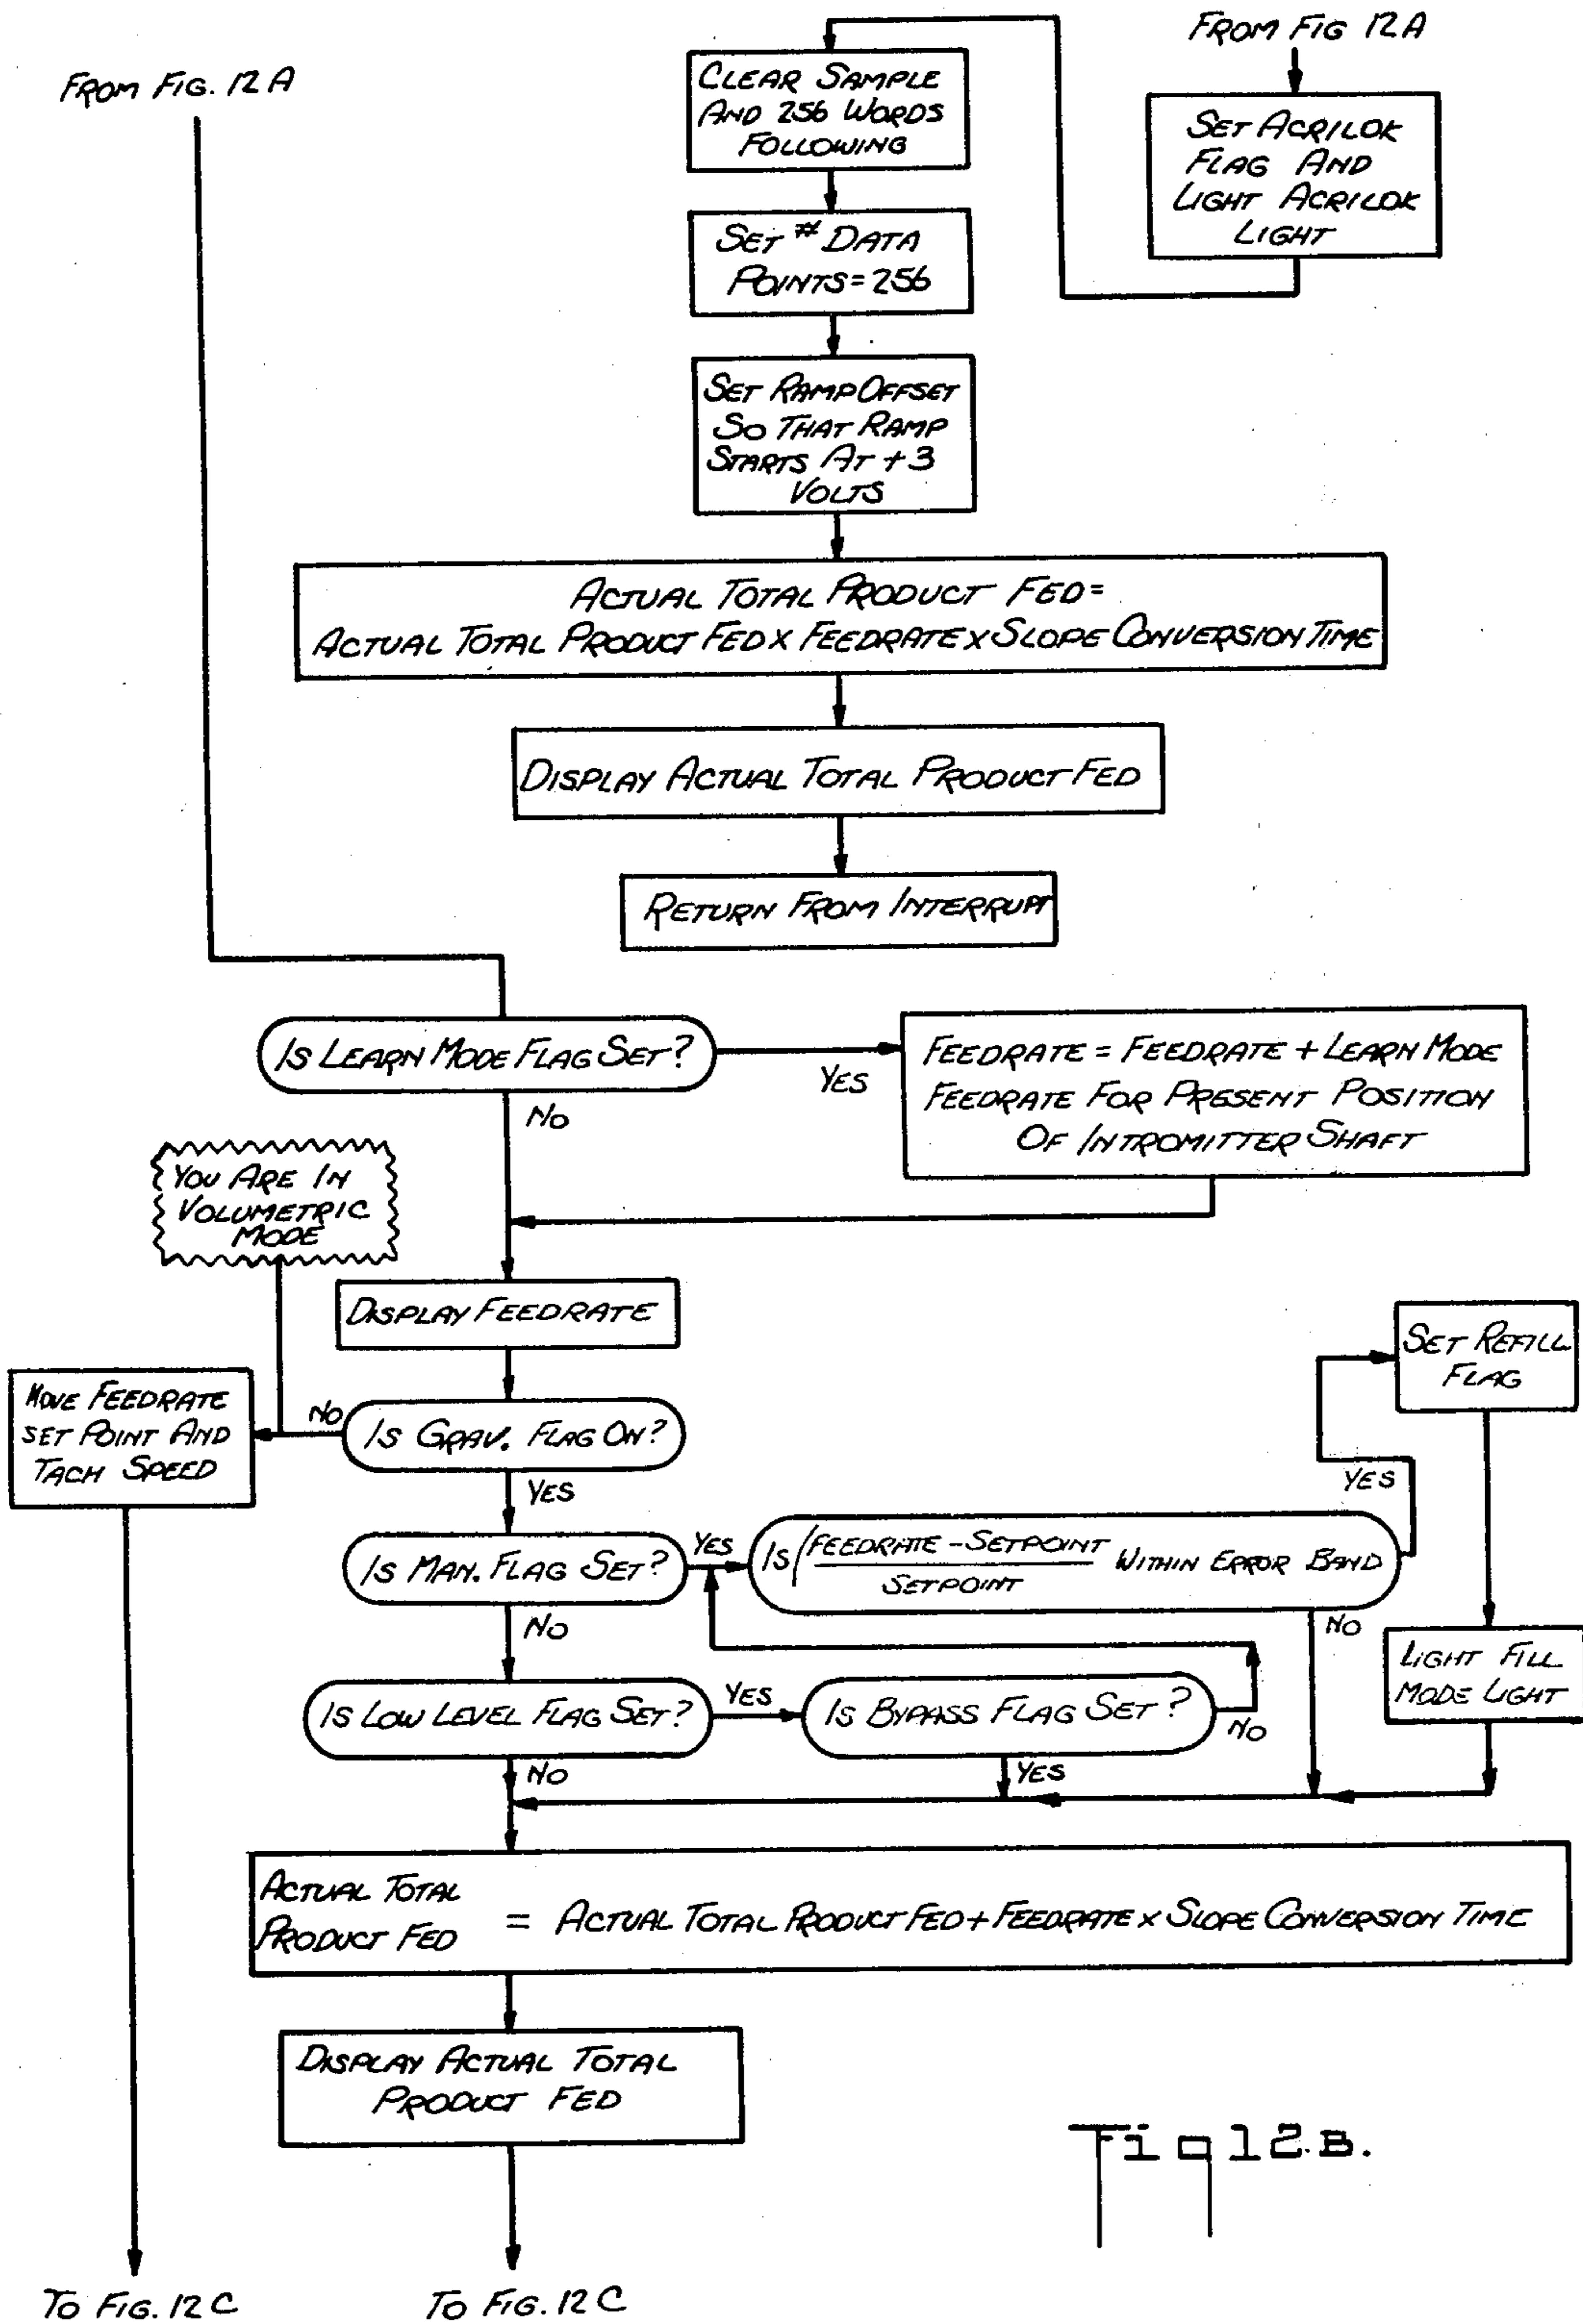 FROM FIG. 12A
FROM FIG 12A
CLEAR SAMPLE
AND 256 WORDS
FOLLOWING
SET ACRILOK
FLAG AND
LIGHT ACRILOK
LIGHT
SET # DATA
POINTS = 256
SET RAMP OFFSET
SO THAT RAMP
STARTS AT +3
VOLTS
ACTUAL TOTAL PRODUCT FED=
ACTUAL TOTAL PRODUCT FED X FEEDRATE X SLOPE CONVERSION TIME
DISPLAY ACTUAL TOTAL PRODUCT FED
RETURN FROM INTERRUPT
IS LEARN MODE FLAG SET?
YES
NO
FEEDRATE = FEEDRATE + LEARN MODE
FEEDRATE FOR PRESENT POSITION
OF INTROMITTER SHAFT
YOU ARE IN
VOLUMETRIC
MODE
DISPLAY FEEDRATE
SET REFILL
FLAG
MOVE FEEDRATE
SET POINT AND
TACH SPEED
NO
IS GRAV. FLAG ON?
YES
YES
IS MAN. FLAG SET?
YES
IS (FEEDRATE - SETPOINT
SETPOINT
WITHIN ERROR BAND
NO
NO
LIGHT FILL
MODE LIGHT
IS LOW LEVEL FLAG SET?
YES
IS BYPASS FLAG SET?
NO
NO
YES
ACTUAL TOTAL
PRODUCT FED
= ACTUAL TOTAL PRODUCT FED + FEEDRATE X SLOPE CONVERSION TIME
DISPLAY ACTUAL TOTAL
PRODUCT FED
Fig 12.B.
TO FIG. 12C
TO FIG. 12C